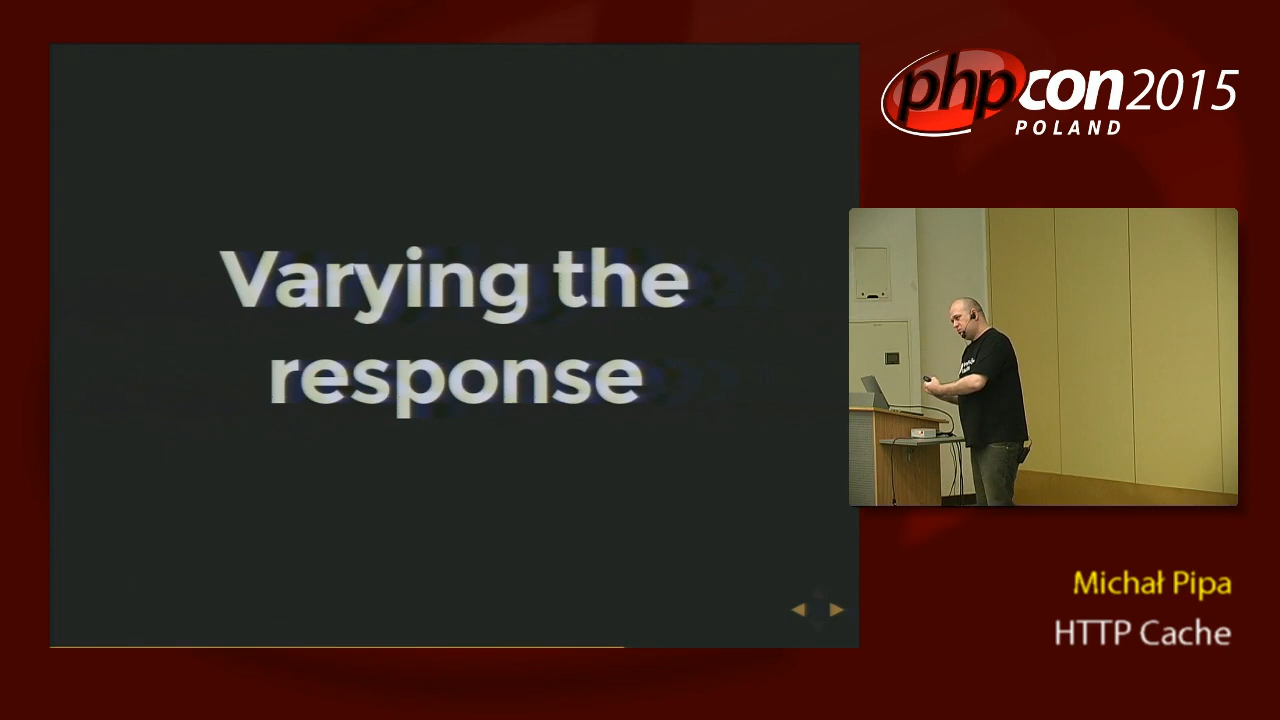 Varying the
response
phpcon2015
POLAND
Michał Pipa
HTTP Cache